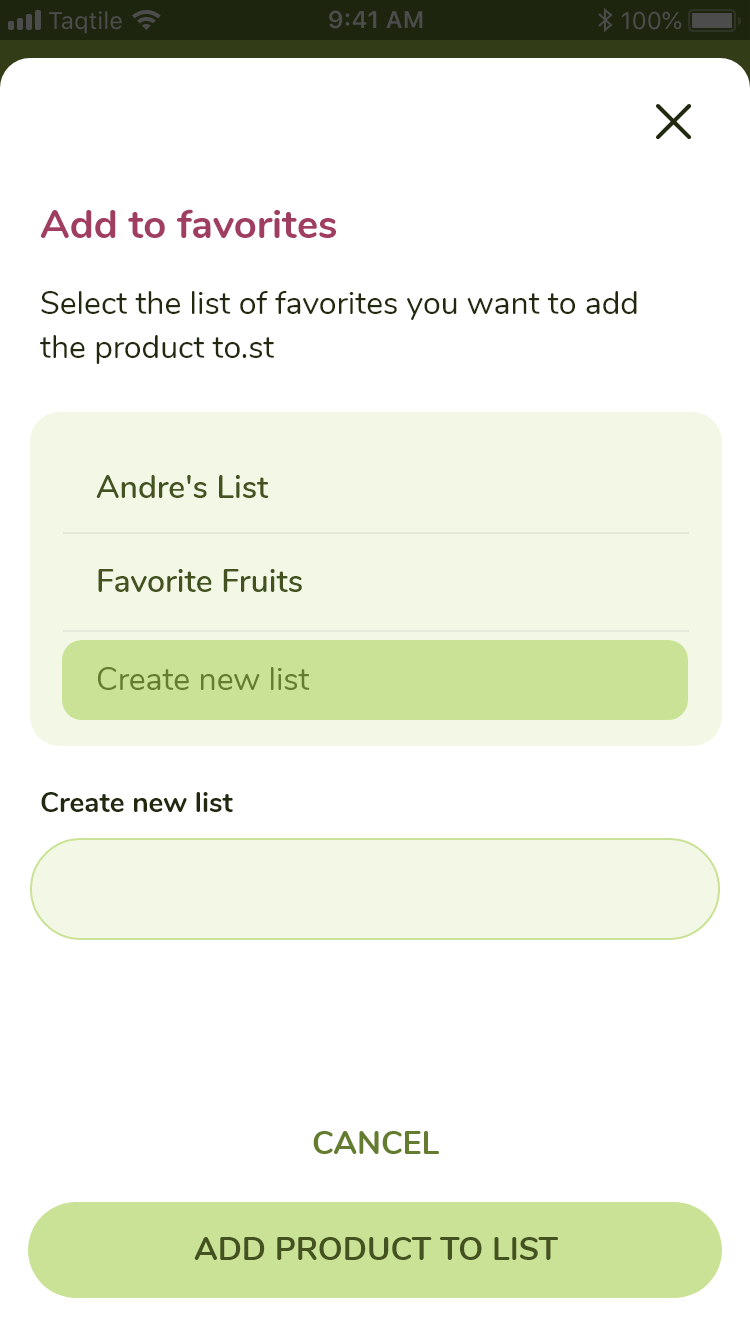 Taqtile 9:41 AM 100%
Add to favorites
Select the list of favorites you want to add
the product to.st
Andre's List
Favorite Fruits
Create new list
Create new list
CANCEL
ADD PRODUCT TO LIST